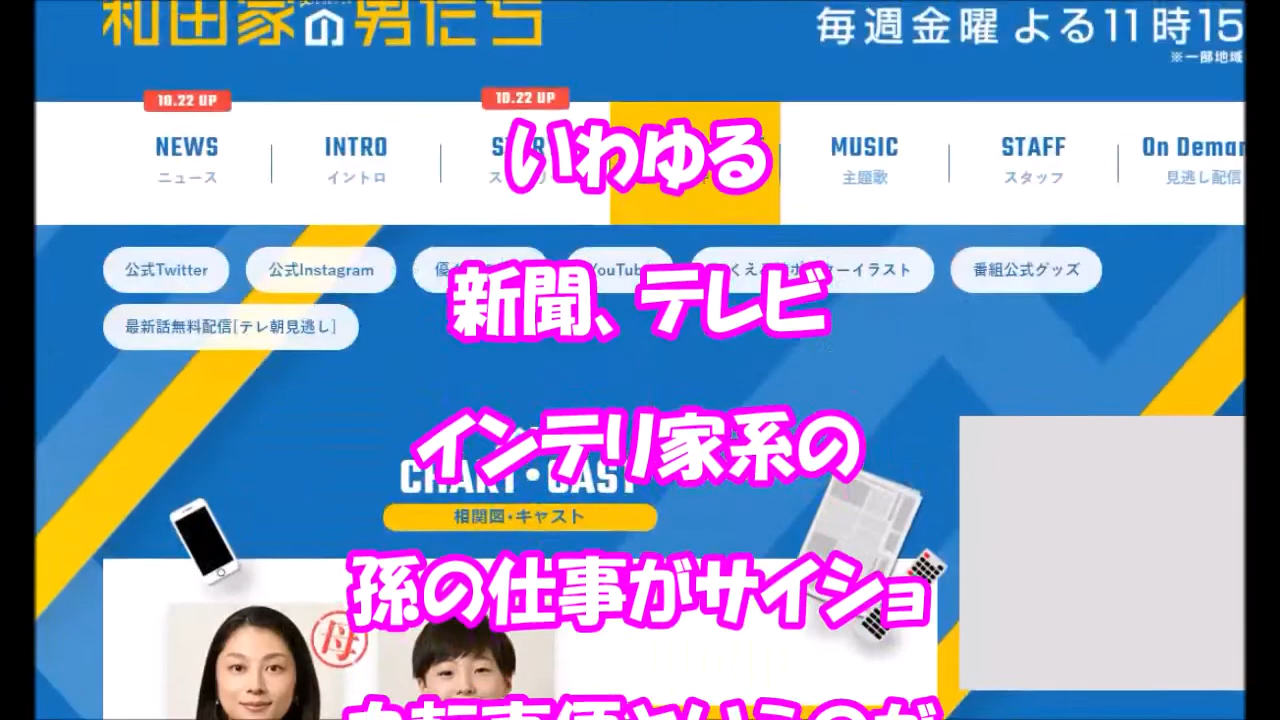 和田家の男たち
毎週金曜 よる11時15
※一部地域
10.22 UP
10.22 UP
NEWS
INTRO
MUSIC
STAFF
On Deman
ニュース
イントロ
主題歌
スタッフ
見逃し配信
いわゆる
公式Twitter
公式Instagram
番組公式グッズ
新聞、テレビ
最新話無料配信[テレ朝見逃し]
インテリ家系の
CHART・CAST
相関図・キャスト
孫の仕事がサイショ
母